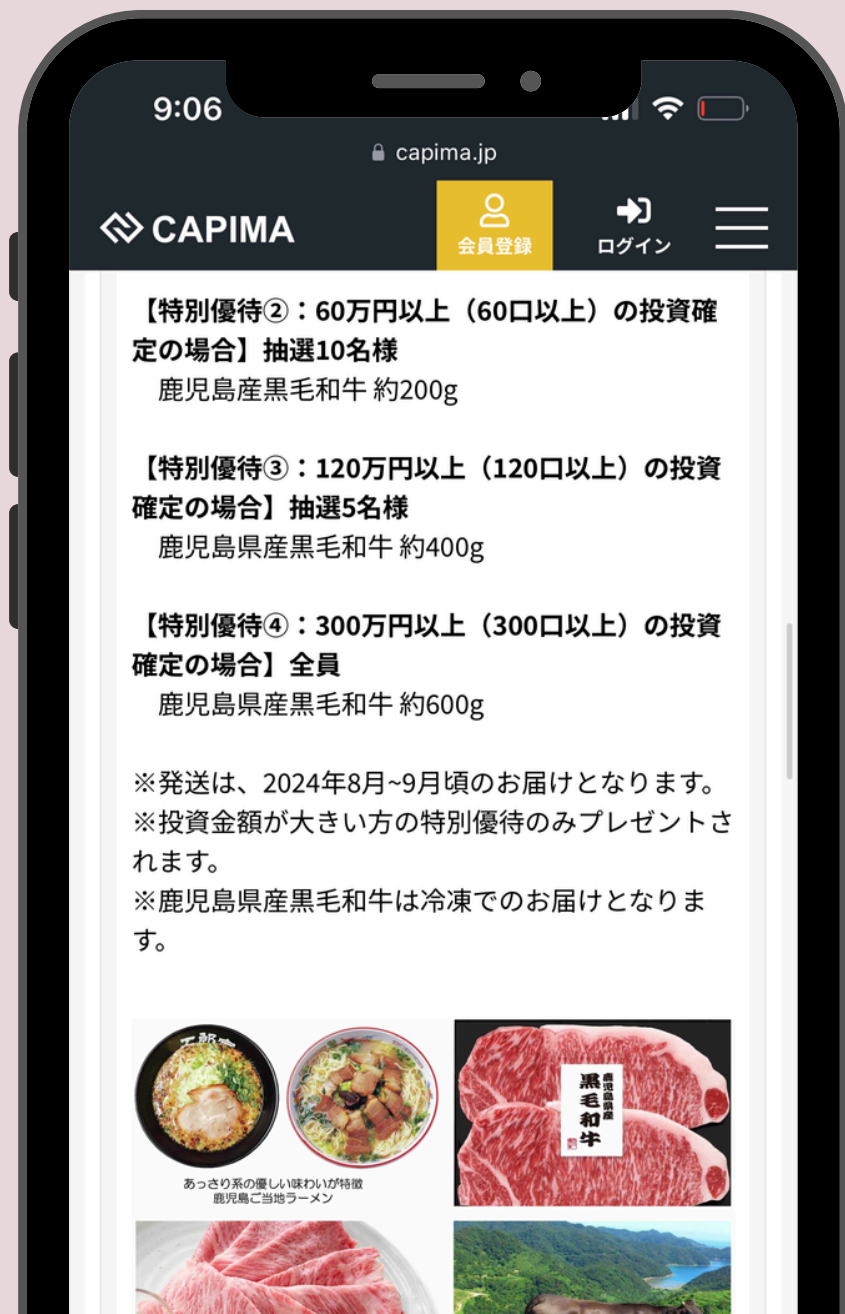 9:06
capima.jp
CAPIMA
会員登録
ログイン
【特別優待②：60万円以上（60口以上）の投資確
定の場合】抽選10名様
鹿児島産黒毛和牛 約200g
【特別優待③：120万円以上（120口以上）の投資
確定の場合】抽選5名様
鹿児島県産黒毛和牛 約400g
【特別優待④：300万円以上（300口以上）の投資
確定の場合】全員
鹿児島県産黒毛和牛 約600g
※発送は、2024年8月~9月頃のお届けとなります。
※投資金額が大きい方の特別優待のみプレゼントさ
れます。
※鹿児島県産黒毛和牛は冷凍でのお届けとなりま
す。
あっさり系の優しい味わいが特徴
鹿児島ご当地ラーメン
鹿児島県産
黒毛和牛